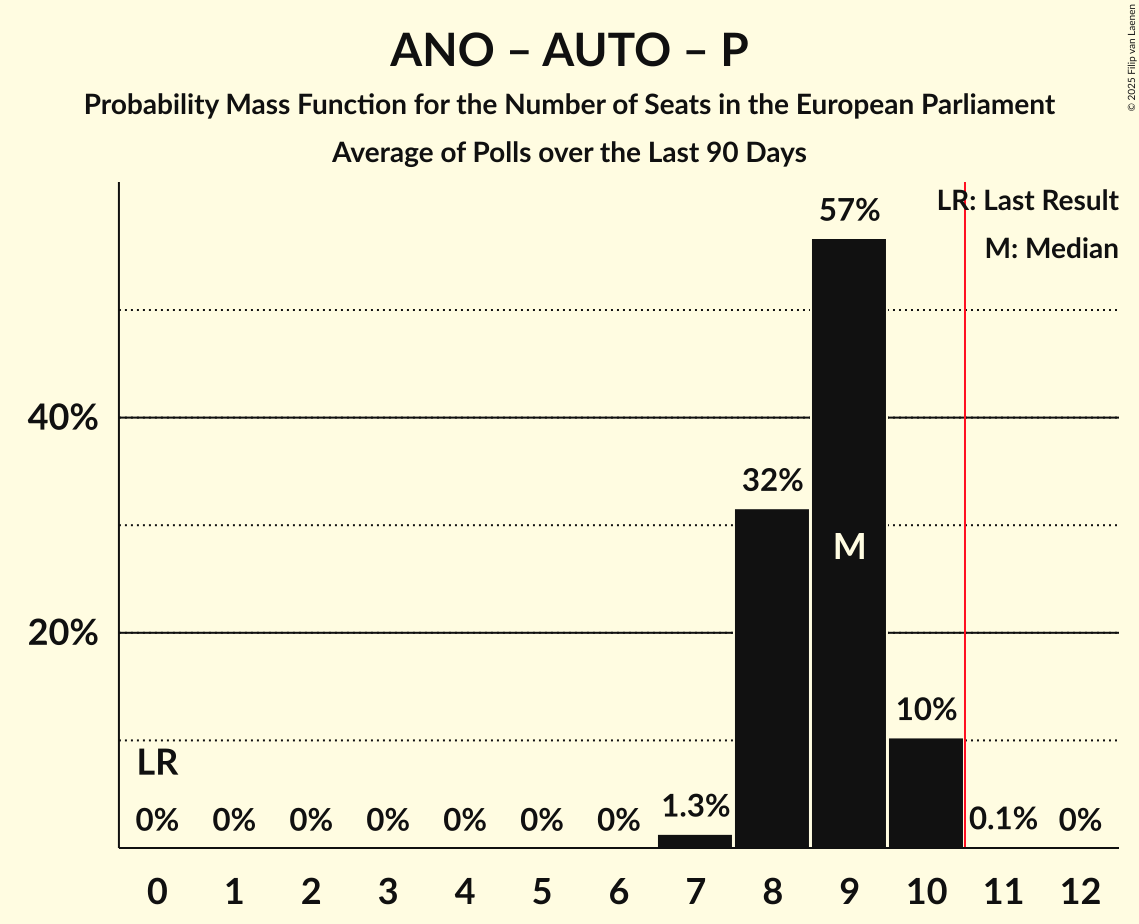 ANO – AUTO – P
Probability Mass Function for the Number of Seats in the European Parliament
Average of Polls over the Last 90 Days
© 2025 Filip van Laenen
LR: Last Result
M: Median
57%
40%
32%
M
20%
10%
LR
0% 0% 0% 0% 0% 0% 0% 1.3% 0.1% 0%
0 1 2 3 4 5 6 7 8 9 10 11 12